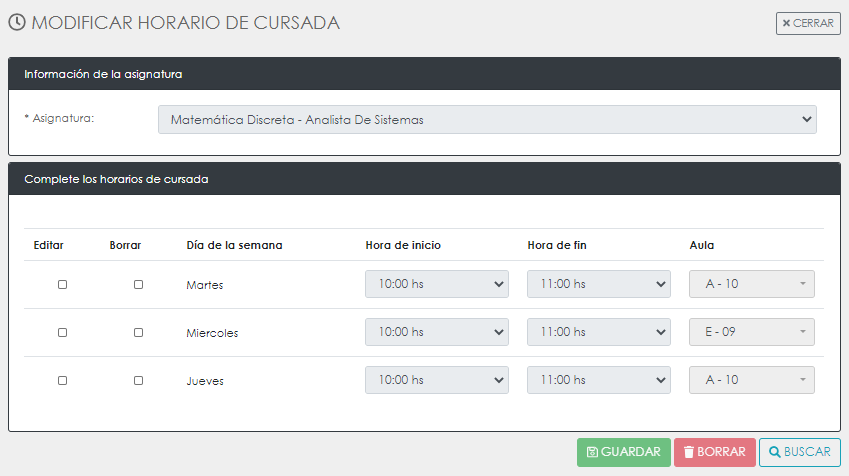 MODIFICAR HORARIO DE CURSADA
× CERRAR
Información de la asignatura
* Asignatura:
Matemática Discreta - Analista De Sistemas
Complete los horarios de cursada
Editar Borrar Día de la semana Hora de inicio Hora de fin Aula
Martes 10:00 hs 11:00 hs A - 10
Miercoles 10:00 hs 11:00 hs E - 09
Jueves 10:00 hs 11:00 hs A - 10
GUARDAR BORRAR BUSCAR